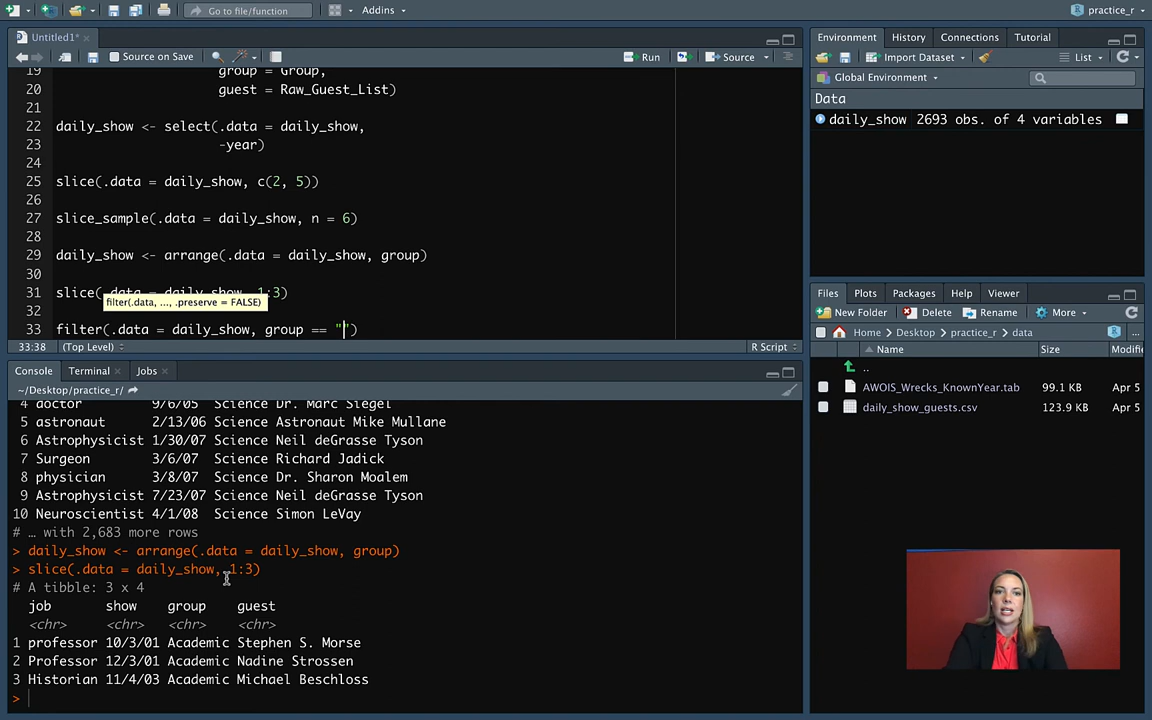 Go to file/function
Addins
practice_r
Untitled1*
Source on Save
Run
Source
19 group = Group,
20 guest = Raw_Guest_List)
21
22 daily_show <- select(.data = daily_show,
23 -year)
24
25 slice(.data = daily_show, c(2, 5))
26
27 slice_sample(.data = daily_show, n = 6)
28
29 daily_show <- arrange(.data = daily_show, group)
30
31 slice(.data = daily_show, 1:3)
filter(.data, ..., .preserve = FALSE)
32
33 filter(.data = daily_show, group == "")
33:38 (Top Level) R Script
Console Terminal Jobs
~/Desktop/practice_r/
4 doctor 9/6/05 Science Dr. Marc Siegel
5 astronaut 2/13/06 Science Astronaut Mike Mullane
6 Astrophysicist 1/30/07 Science Neil deGrasse Tyson
7 Surgeon 3/6/07 Science Richard Jadick
8 physician 3/8/07 Science Dr. Sharon Moalem
9 Astrophysicist 7/23/07 Science Neil deGrasse Tyson
10 Neuroscientist 4/1/08 Science Simon LeVay
# … with 2,683 more rows
> daily_show <- arrange(.data = daily_show, group)
> slice(.data = daily_show, 1:3)
# A tibble: 3 x 4
job show group guest
<chr> <chr> <chr> <chr>
1 professor 10/3/01 Academic Stephen S. Morse
2 Professor 12/3/01 Academic Nadine Strossen
3 Historian 11/4/03 Academic Michael Beschloss
>
Environment History Connections Tutorial
Import Dataset List
Global Environment
Data
daily_show 2693 obs. of 4 variables
Files Plots Packages Help Viewer
New Folder Delete Rename More
Home Desktop practice_r data ...
Name Size Modifie
..
AWOIS_Wrecks_KnownYear.tab 99.1 KB Apr 5
daily_show_guests.csv 123.9 KB Apr 5